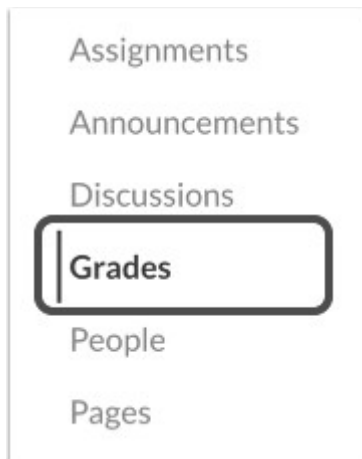 Assignments
Announcements
Discussions
Grades
People
Pages